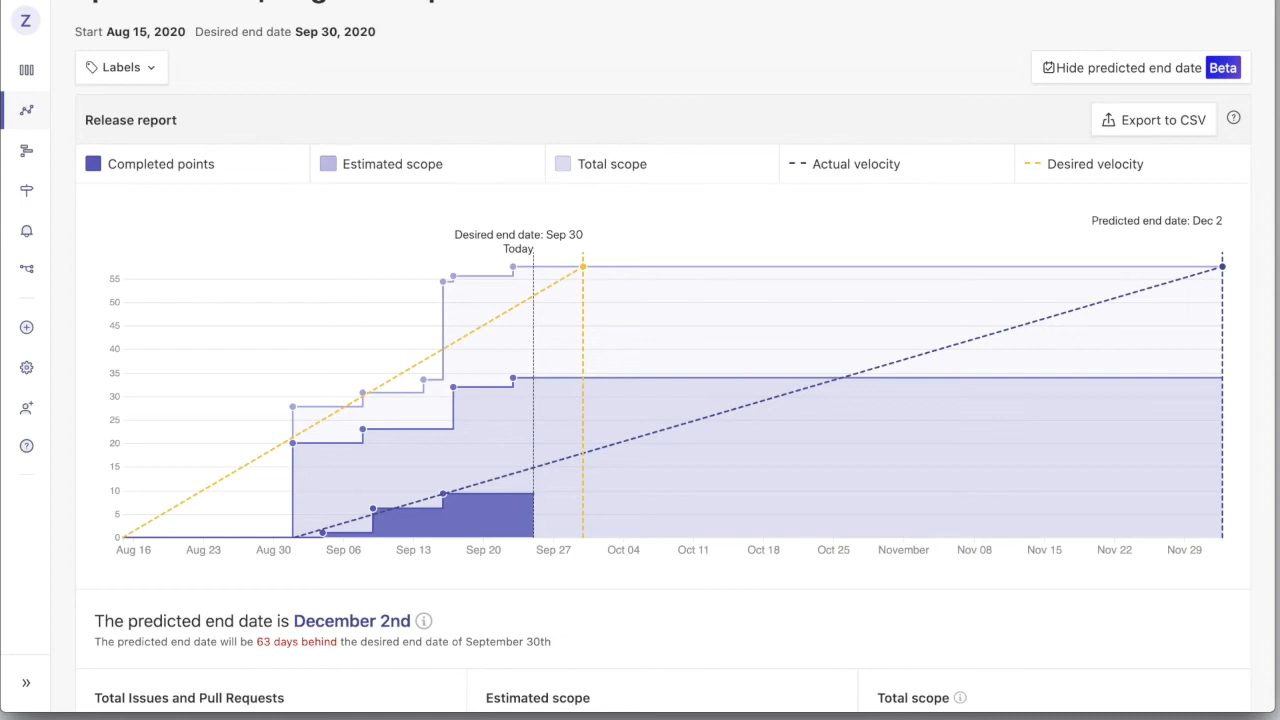 Z
Start Aug 15, 2020 Desired end date Sep 30, 2020
Labels
Hide predicted end date Beta
Release report
Export to CSV
Completed points
Estimated scope
Total scope
Actual velocity
Desired velocity
Predicted end date: Dec 2
Desired end date: Sep 30
Today
55
50
45
40
35
30
25
20
15
10
5
0
Aug 16 Aug 23 Aug 30 Sep 06 Sep 13 Sep 20 Sep 27 Oct 04 Oct 11 Oct 18 Oct 25 November Nov 08 Nov 15 Nov 22 Nov 29
The predicted end date is December 2nd
The predicted end date will be 63 days behind the desired end date of September 30th
Total Issues and Pull Requests
Estimated scope
Total scope